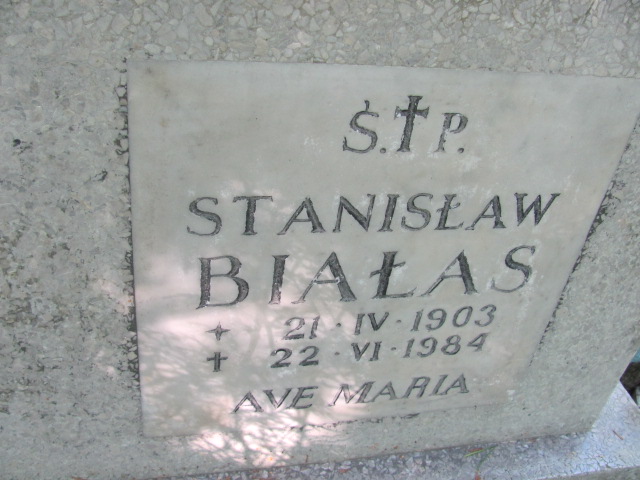 Ś.✝P.
STANISŁAW
BIAŁAS
✦ 21·IV·1903
✝ 22·VI·1984
AVE MARIA